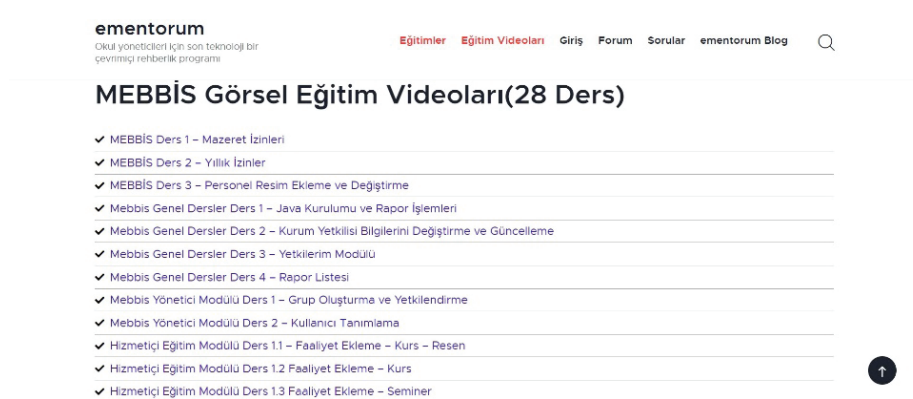 ementorum
Okul yöneticileri için son teknoloji bir
çevrimiçi rehberlik programı
Eğitimler Eğitim Videoları Giriş Forum Sorular ementorum Blog
MEBBİS Görsel Eğitim Videoları(28 Ders)
MEBBİS Ders 1 – Mazeret İzinleri
MEBBİS Ders 2 – Yıllık İzinler
MEBBİS Ders 3 – Personel Resim Ekleme ve Değiştirme
Mebbis Genel Dersler Ders 1 – Java Kurulumu ve Rapor İşlemleri
Mebbis Genel Dersler Ders 2 – Kurum Yetkilisi Bilgilerini Değiştirme ve Güncelleme
Mebbis Genel Dersler Ders 3 – Yetkilerim Modülü
Mebbis Genel Dersler Ders 4 – Rapor Listesi
Mebbis Yönetici Modülü Ders 1 – Grup Oluşturma ve Yetkilendirme
Mebbis Yönetici Modülü Ders 2 – Kullanıcı Tanımlama
Hizmetiçi Eğitim Modülü Ders 1.1 – Faaliyet Ekleme – Kurs – Resen
Hizmetiçi Eğitim Modülü Ders 1.2 Faaliyet Ekleme – Kurs
Hizmetiçi Eğitim Modülü Ders 1.3 Faaliyet Ekleme – Seminer